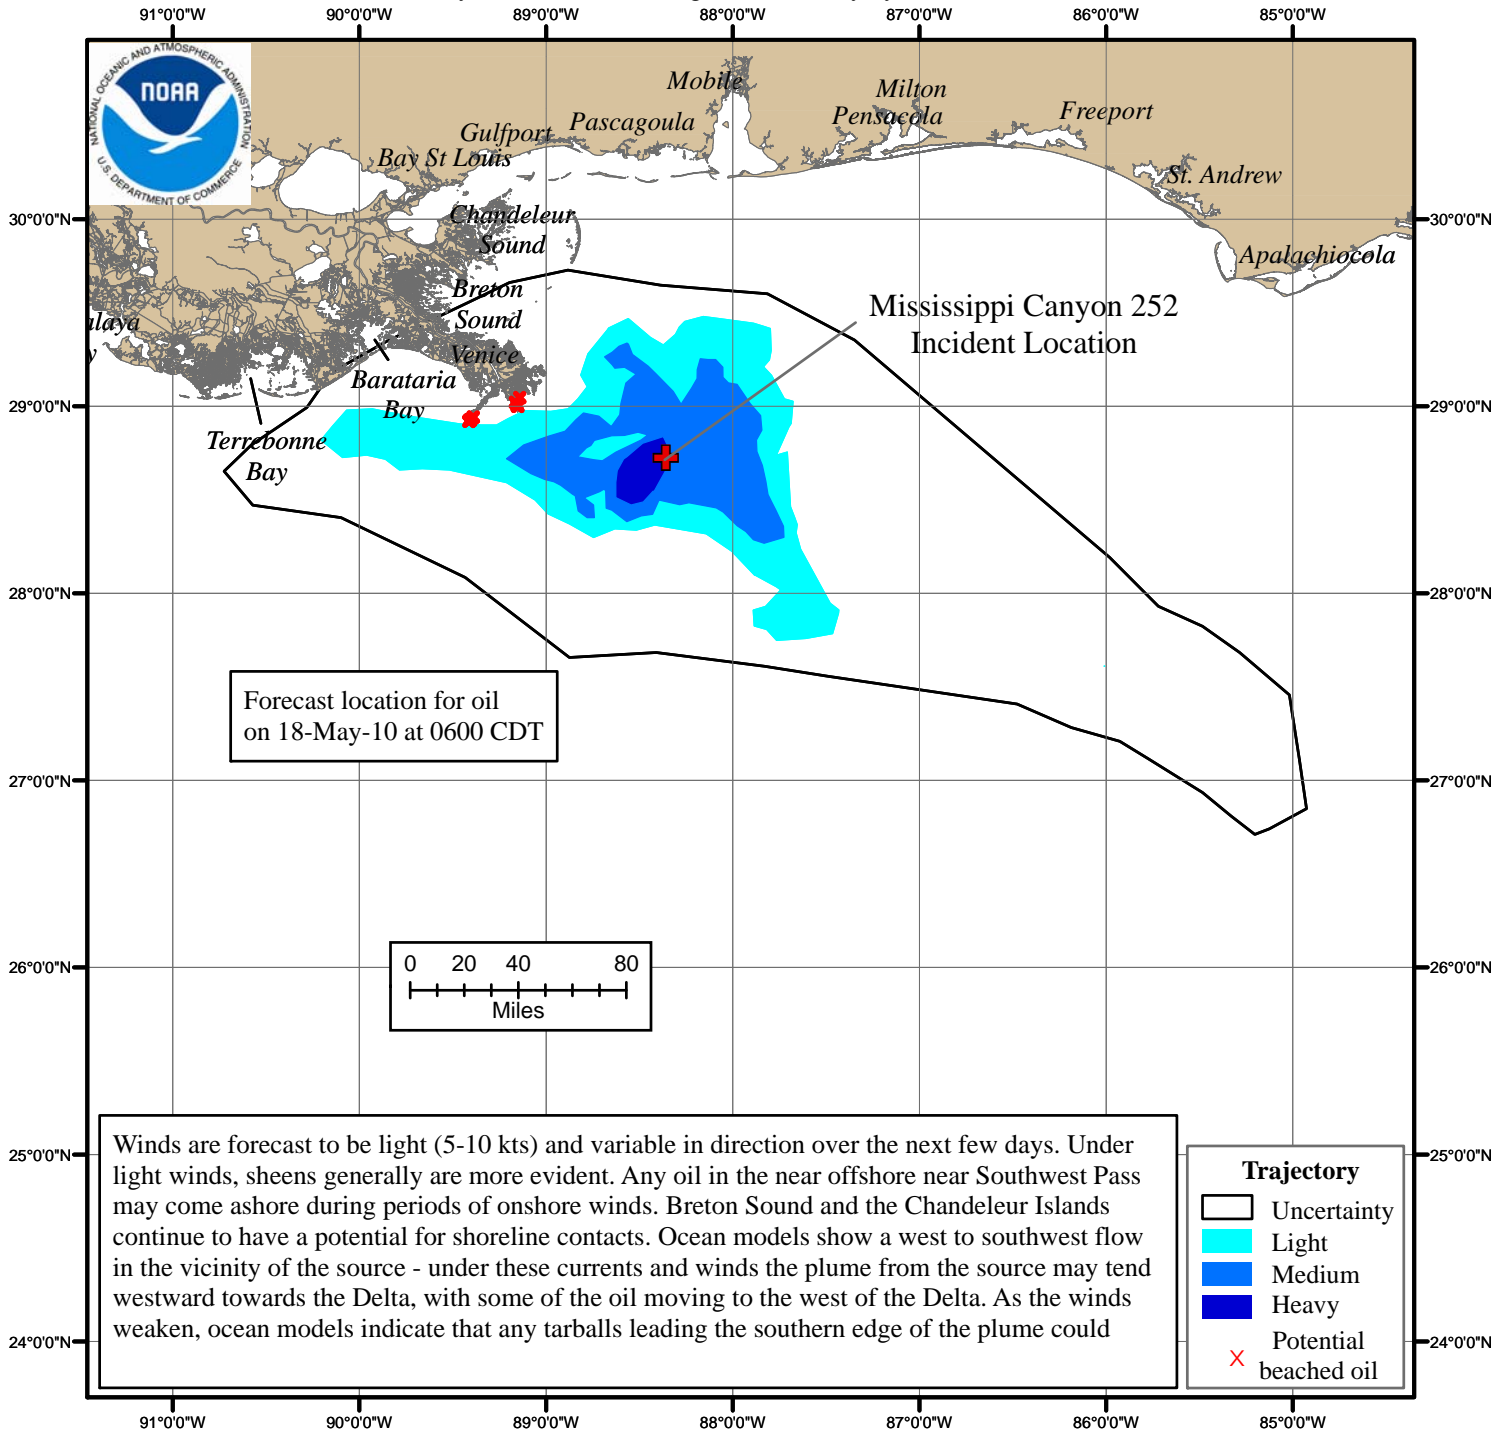 91°0'0"W
90°0'0"W
89°0'0"W
88°0'0"W
87°0'0"W
86°0'0"W
85°0'0"W
NATIONAL OCEANIC AND ATMOSPHERIC ADMINISTRATION
NOAA
U.S. DEPARTMENT OF COMMERCE
Mobile
Milton
Pensacola
Freeport
Gulfport
Pascagoula
Bay St Louis
St. Andrew
30°0'0"N
30°0'0"N
Chandeleur
Sound
Apalachiocola
Breton
Sound
Mississippi Canyon 252
Incident Location
alaya
y
Venice
Barataria
Bay
29°0'0"N
29°0'0"N
Terrebonne
Bay
28°0'0"N
28°0'0"N
Forecast location for oil
on 18-May-10 at 0600 CDT
27°0'0"N
27°0'0"N
26°0'0"N
26°0'0"N
0 20 40 80
Miles
25°0'0"N
25°0'0"N
Winds are forecast to be light (5-10 kts) and variable in direction over the next few days. Under
light winds, sheens generally are more evident. Any oil in the near offshore near Southwest Pass
may come ashore during periods of onshore winds. Breton Sound and the Chandeleur Islands
continue to have a potential for shoreline contacts. Ocean models show a west to southwest flow
in the vicinity of the source - under these currents and winds the plume from the source may tend
westward towards the Delta, with some of the oil moving to the west of the Delta. As the winds
weaken, ocean models indicate that any tarballs leading the southern edge of the plume could
Trajectory
Uncertainty
Light
Medium
Heavy
X Potential
beached oil
24°0'0"N
24°0'0"N
91°0'0"W
90°0'0"W
89°0'0"W
88°0'0"W
87°0'0"W
86°0'0"W
85°0'0"W